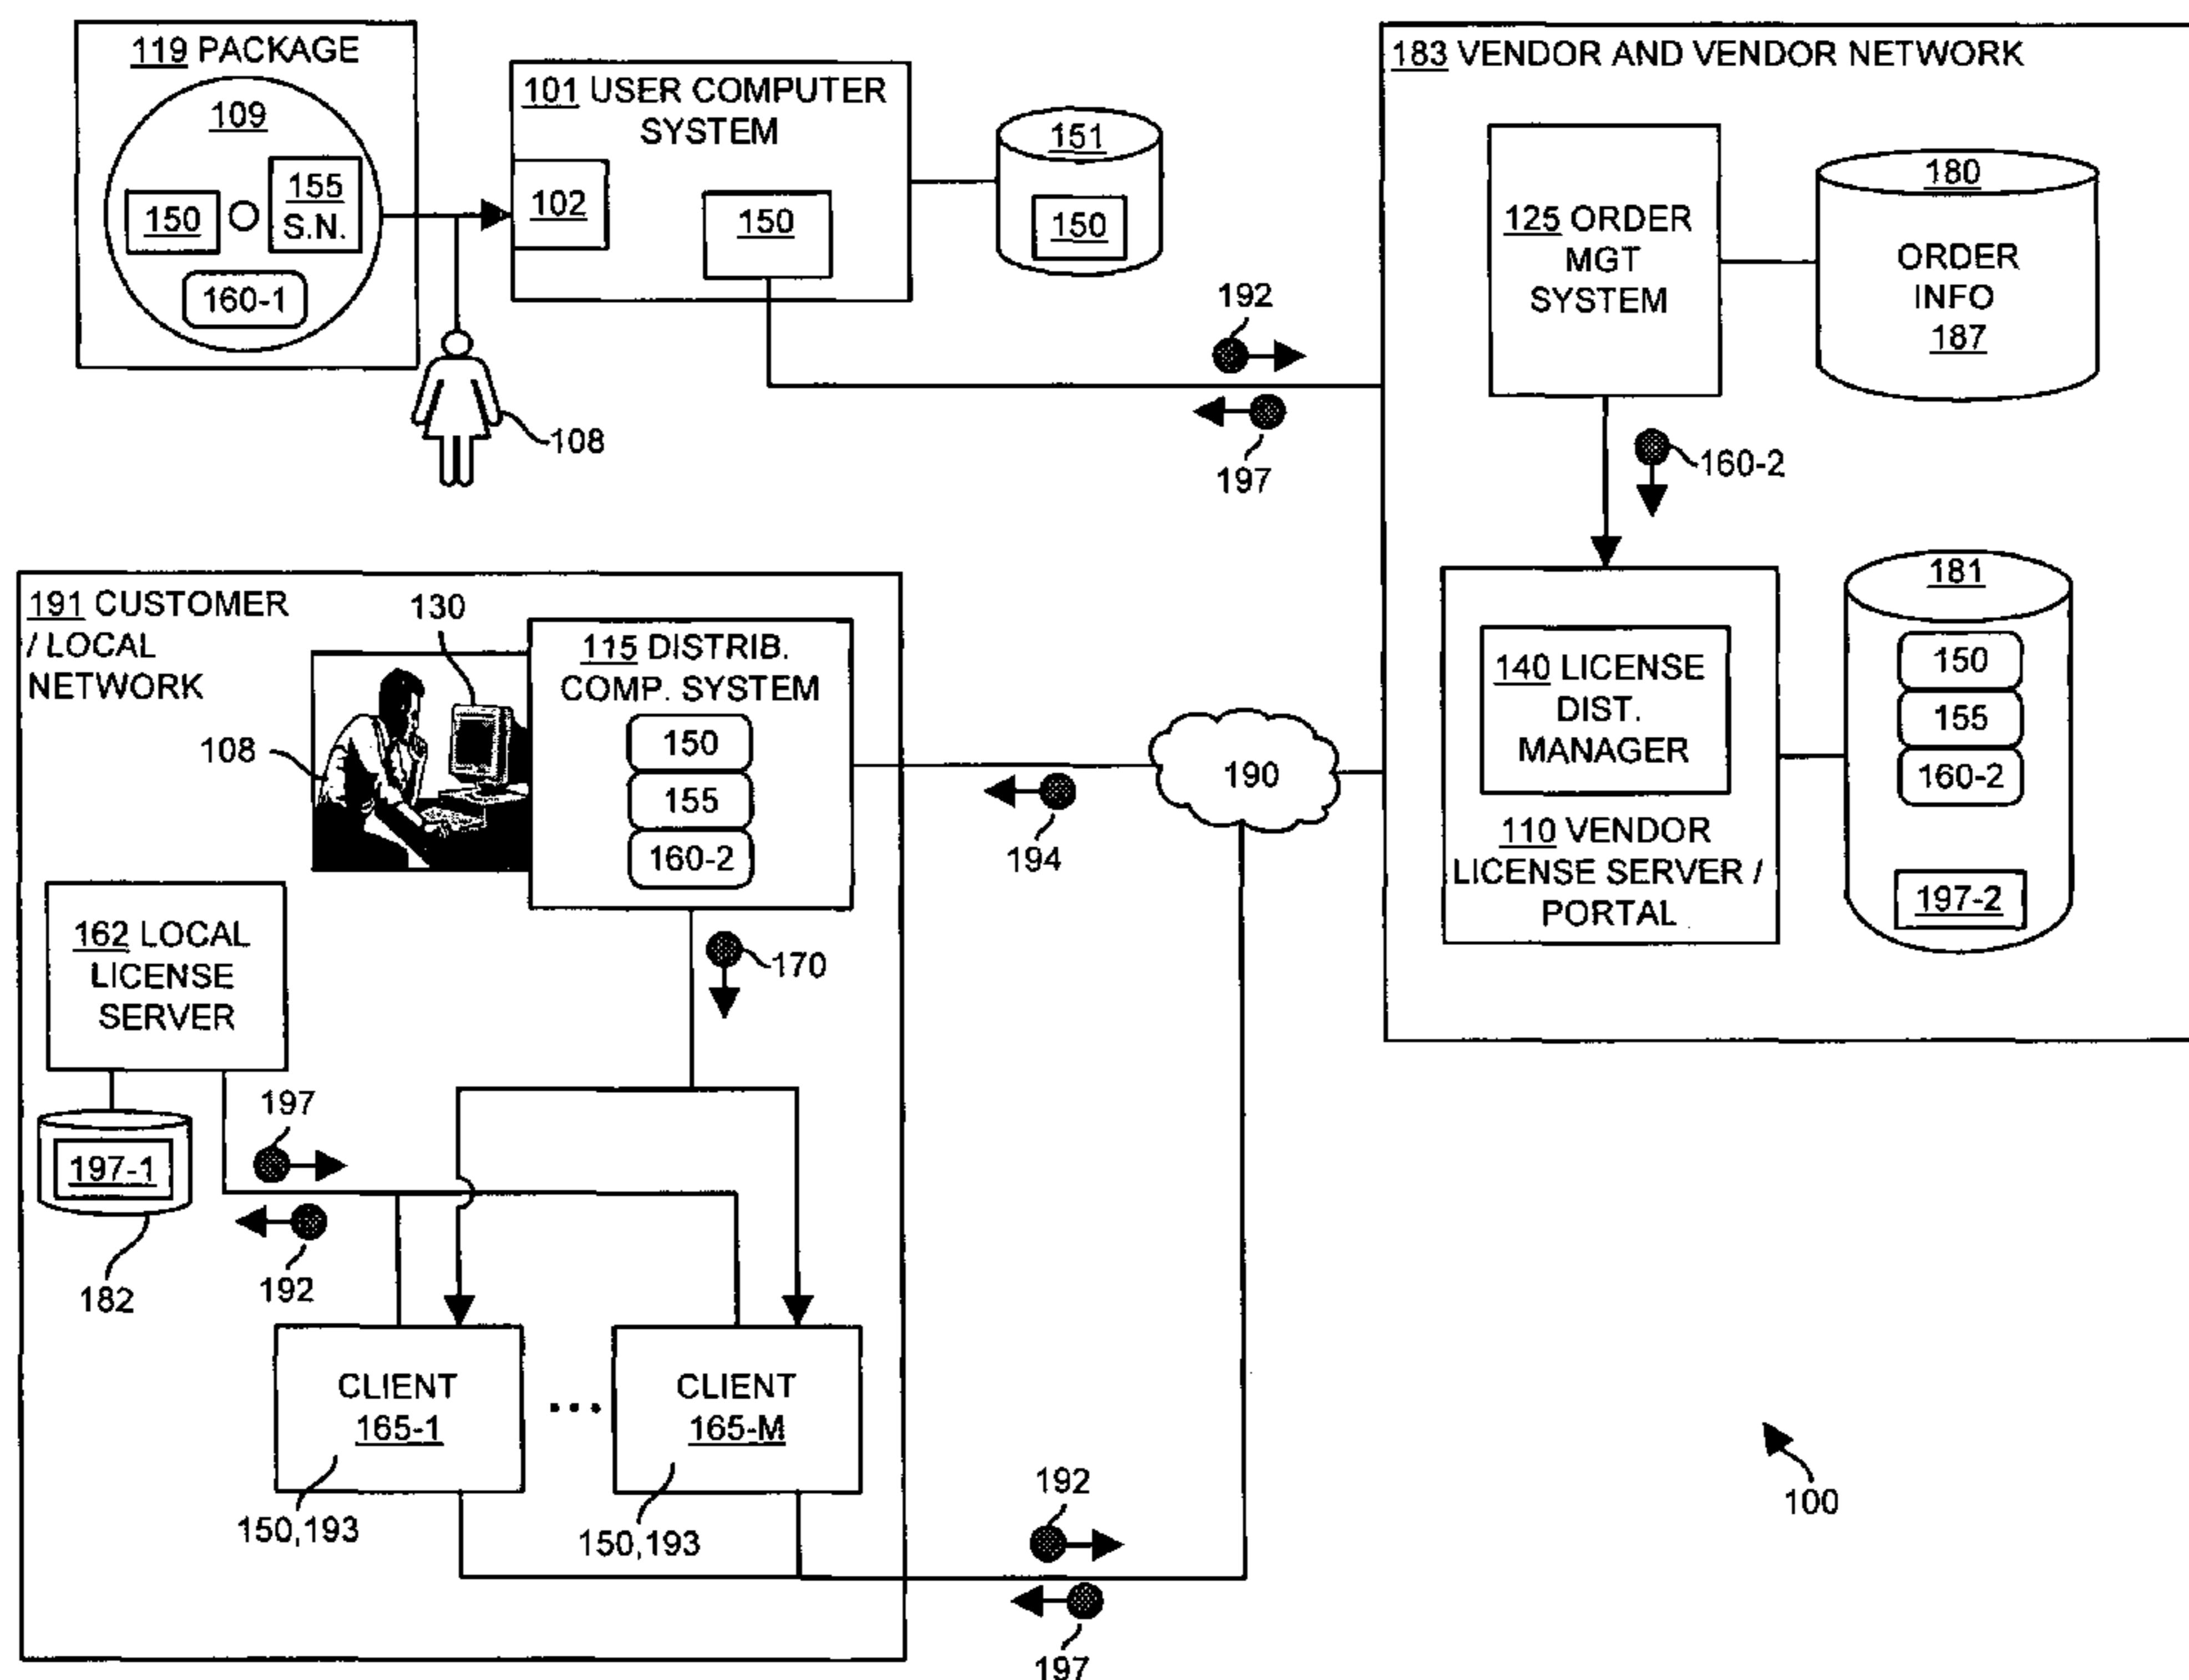 119 PACKAGE
109
150
155
S.N.
160-1
108
101 USER COMPUTER
SYSTEM
102
150
151
150
192
197
183 VENDOR AND VENDOR NETWORK
125 ORDER
MGT
SYSTEM
180
ORDER
INFO
187
160-2
140 LICENSE
DIST.
MANAGER
110 VENDOR
LICENSE SERVER /
PORTAL
181
150
155
160-2
197-2
191 CUSTOMER
/ LOCAL
NETWORK
130
108
115 DISTRIB.
COMP. SYSTEM
150
155
160-2
194
190
170
162 LOCAL
LICENSE
SERVER
197-1
182
197
192
CLIENT
165-1
150,193
...
CLIENT
165-M
150,193
192
197
100